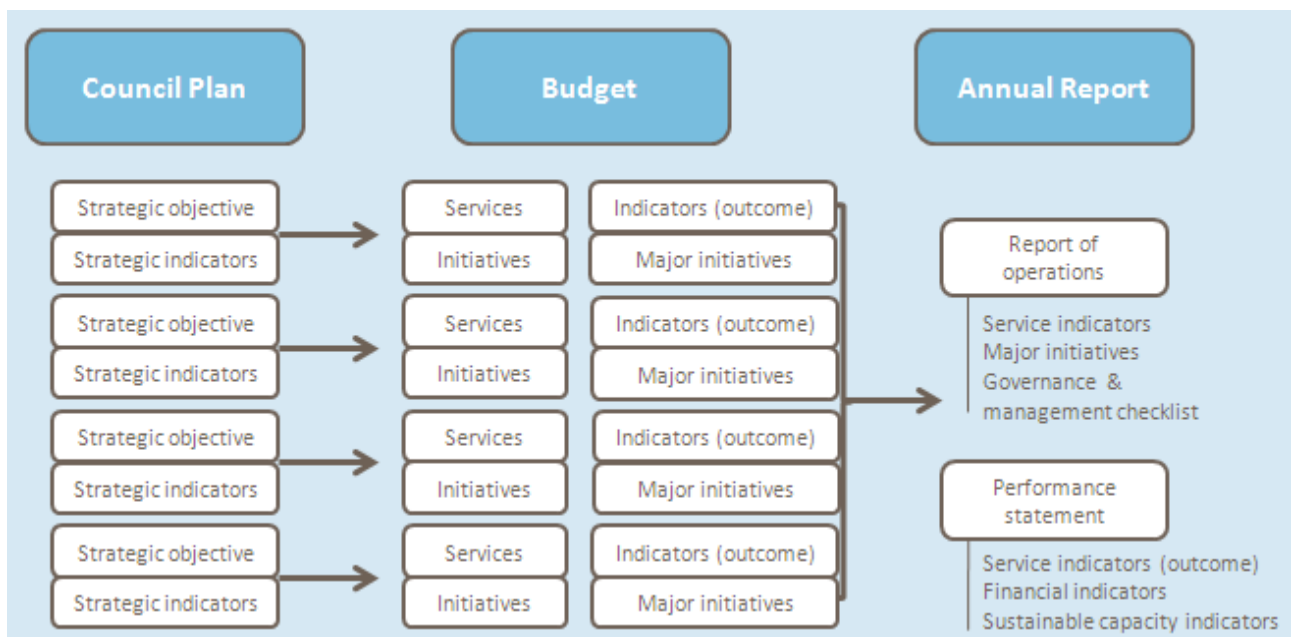 Council Plan
Budget
Annual Report
Strategic objective
Strategic indicators
Strategic objective
Strategic indicators
Strategic objective
Strategic indicators
Strategic objective
Strategic indicators
Services
Initiatives
Services
Initiatives
Services
Initiatives
Services
Initiatives
Indicators (outcome)
Major initiatives
Indicators (outcome)
Major initiatives
Indicators (outcome)
Major initiatives
Indicators (outcome)
Major initiatives
Report of
operations
Service indicators
Major initiatives
Governance &
management checklist
Performance
statement
Service indicators (outcome)
Financial indicators
Sustainable capacity indicators